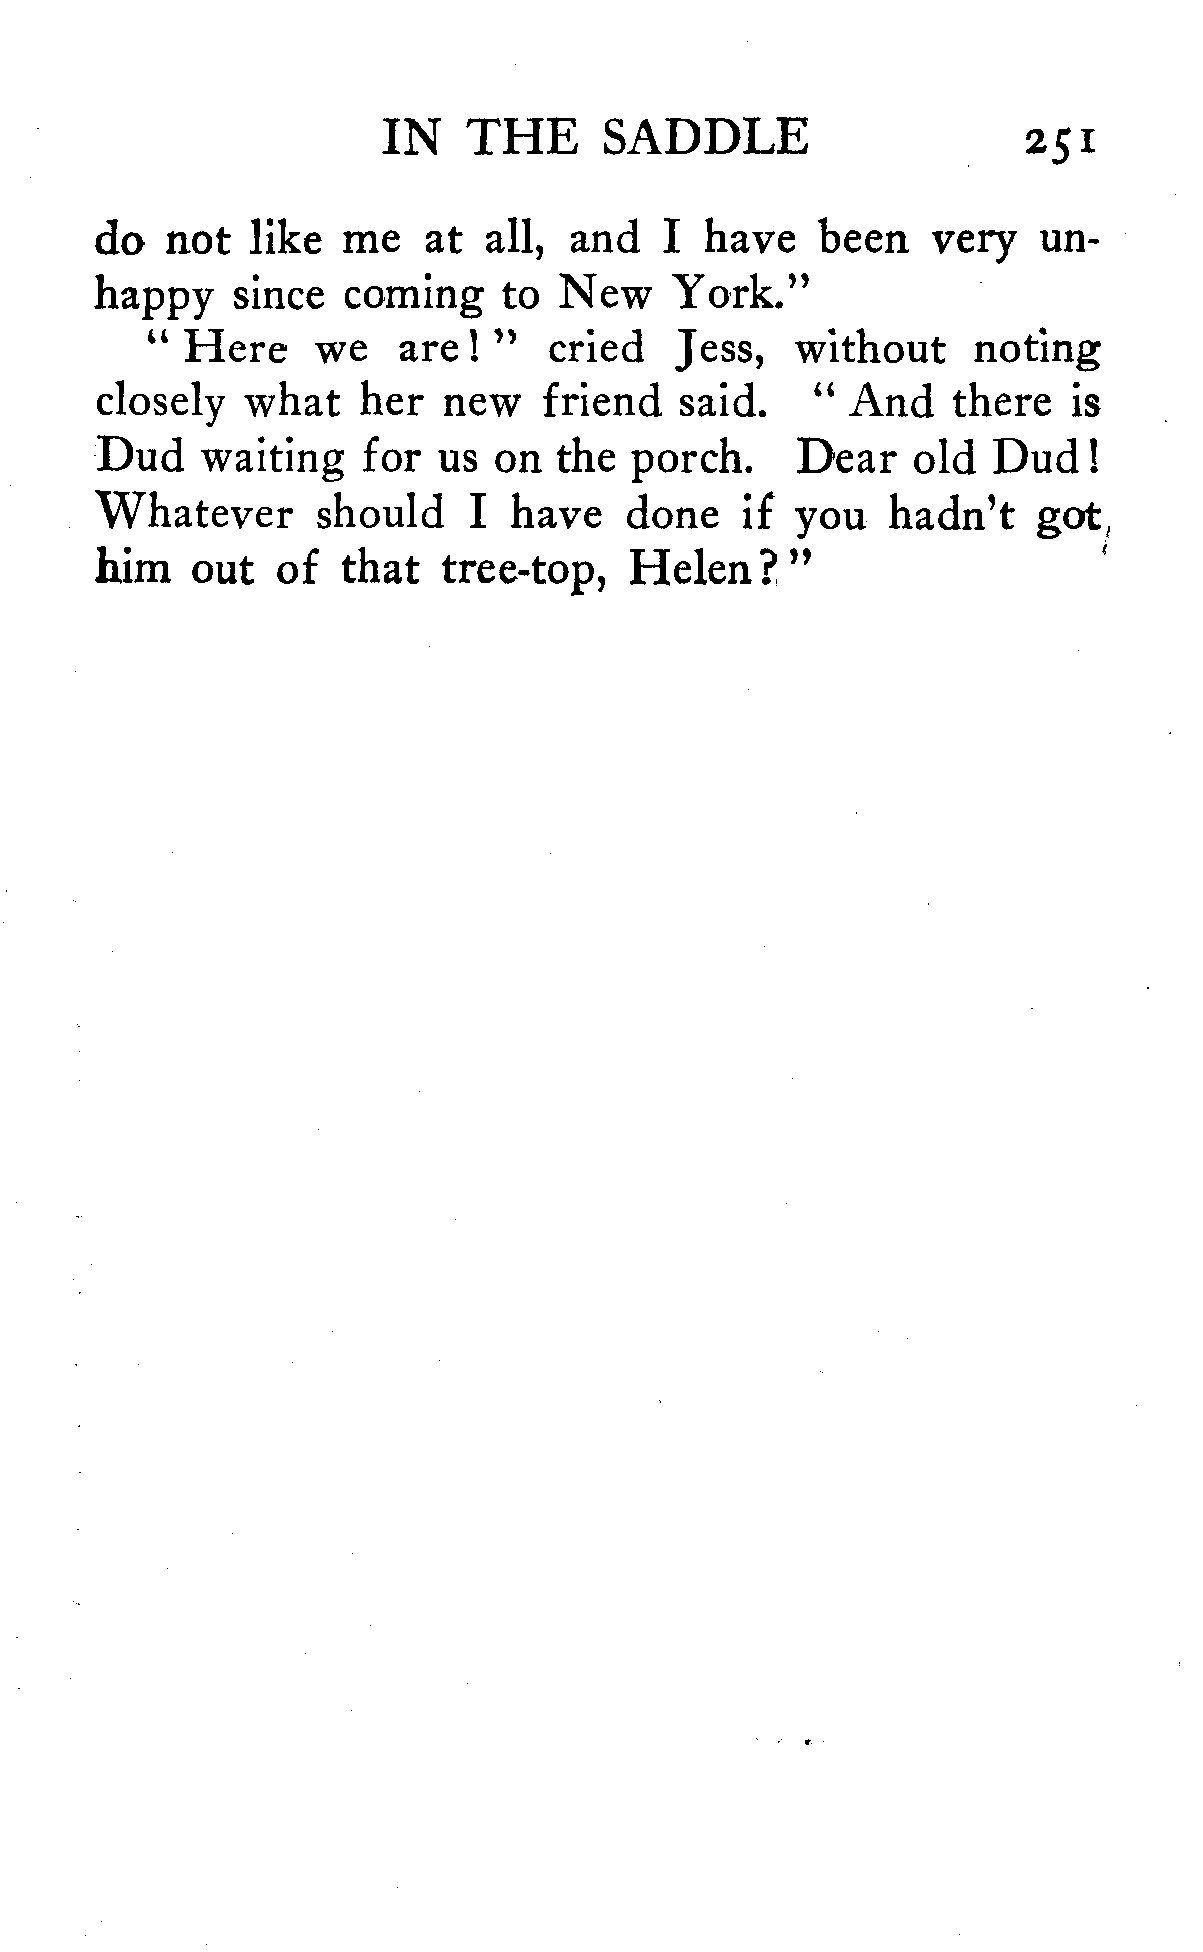 IN THE SADDLE 251
do not like me at all, and I have been very un-
happy since coming to New York."
" Here we are! " cried Jess, without noting
closely what her new friend said. " And there is
Dud waiting for us on the porch. Dear old Dud!
Whatever should I have done if you hadn't got
him out of that tree-top, Helen? "